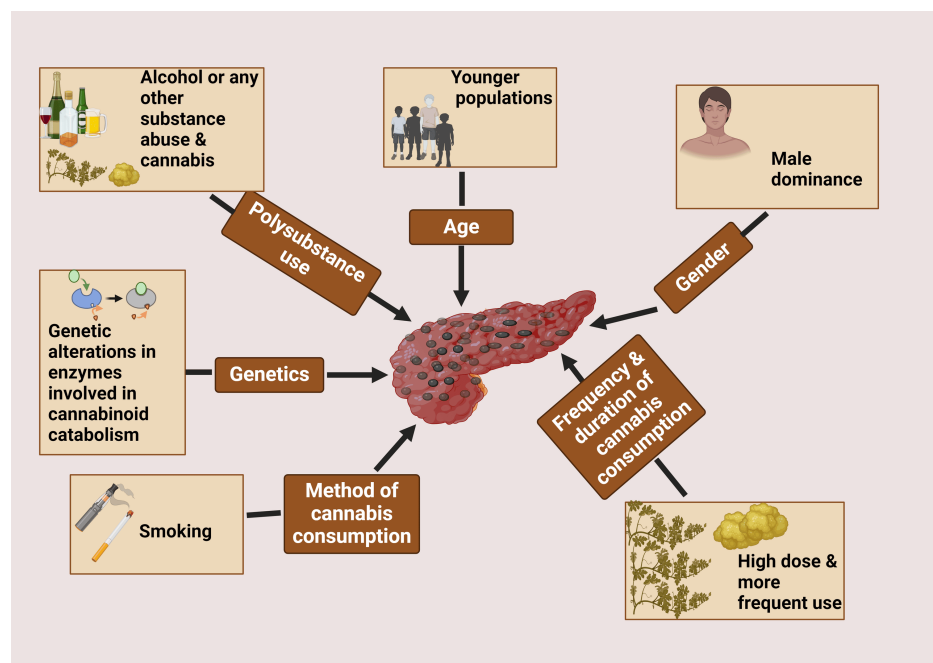 Alcohol or any
other
substance
abuse &
cannabis
Younger
populations
Male
dominance
Polysubstance
use
Age
Gender
Genetic
alterations in
enzymes
involved in
cannabinoid
catabolism
Genetics
Frequency &
duration of
cannabis
consumption
Smoking
Method of
cannabis
consumption
High dose &
more
frequent use